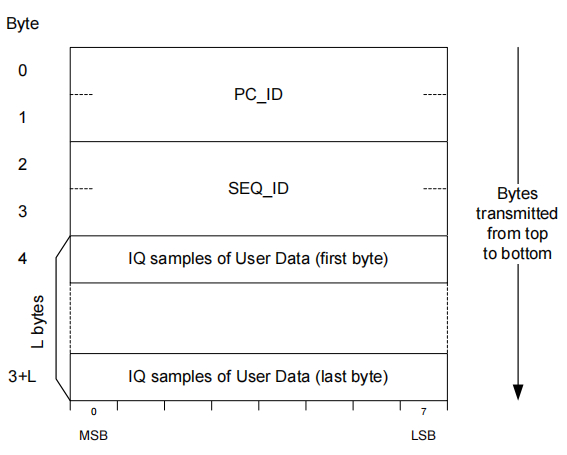 Byte
0
PC_ID
1
2
SEQ_ID
3
Bytes
transmitted
from top
to bottom
4
IQ samples of User Data (first byte)
L bytes
3+L
IQ samples of User Data (last byte)
0
7
MSB
LSB